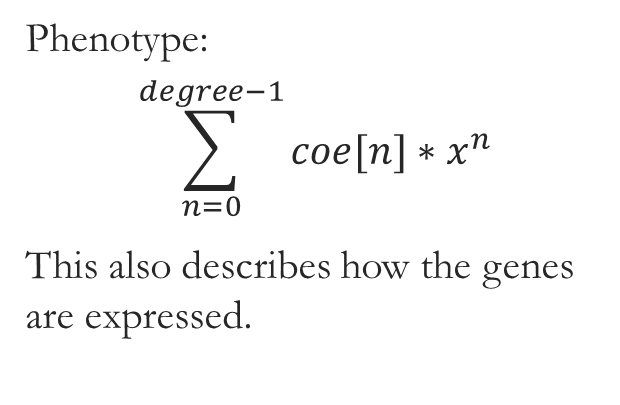 Phenotype:
degree−1
∑ coe[n] * xⁿ
n=0
This also describes how the genes
are expressed.